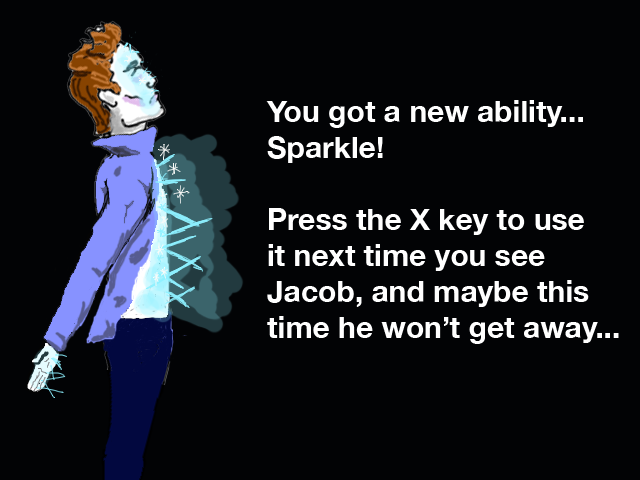 You got a new ability...
Sparkle!
Press the X key to use
it next time you see
Jacob, and maybe this
time he won’t get away...